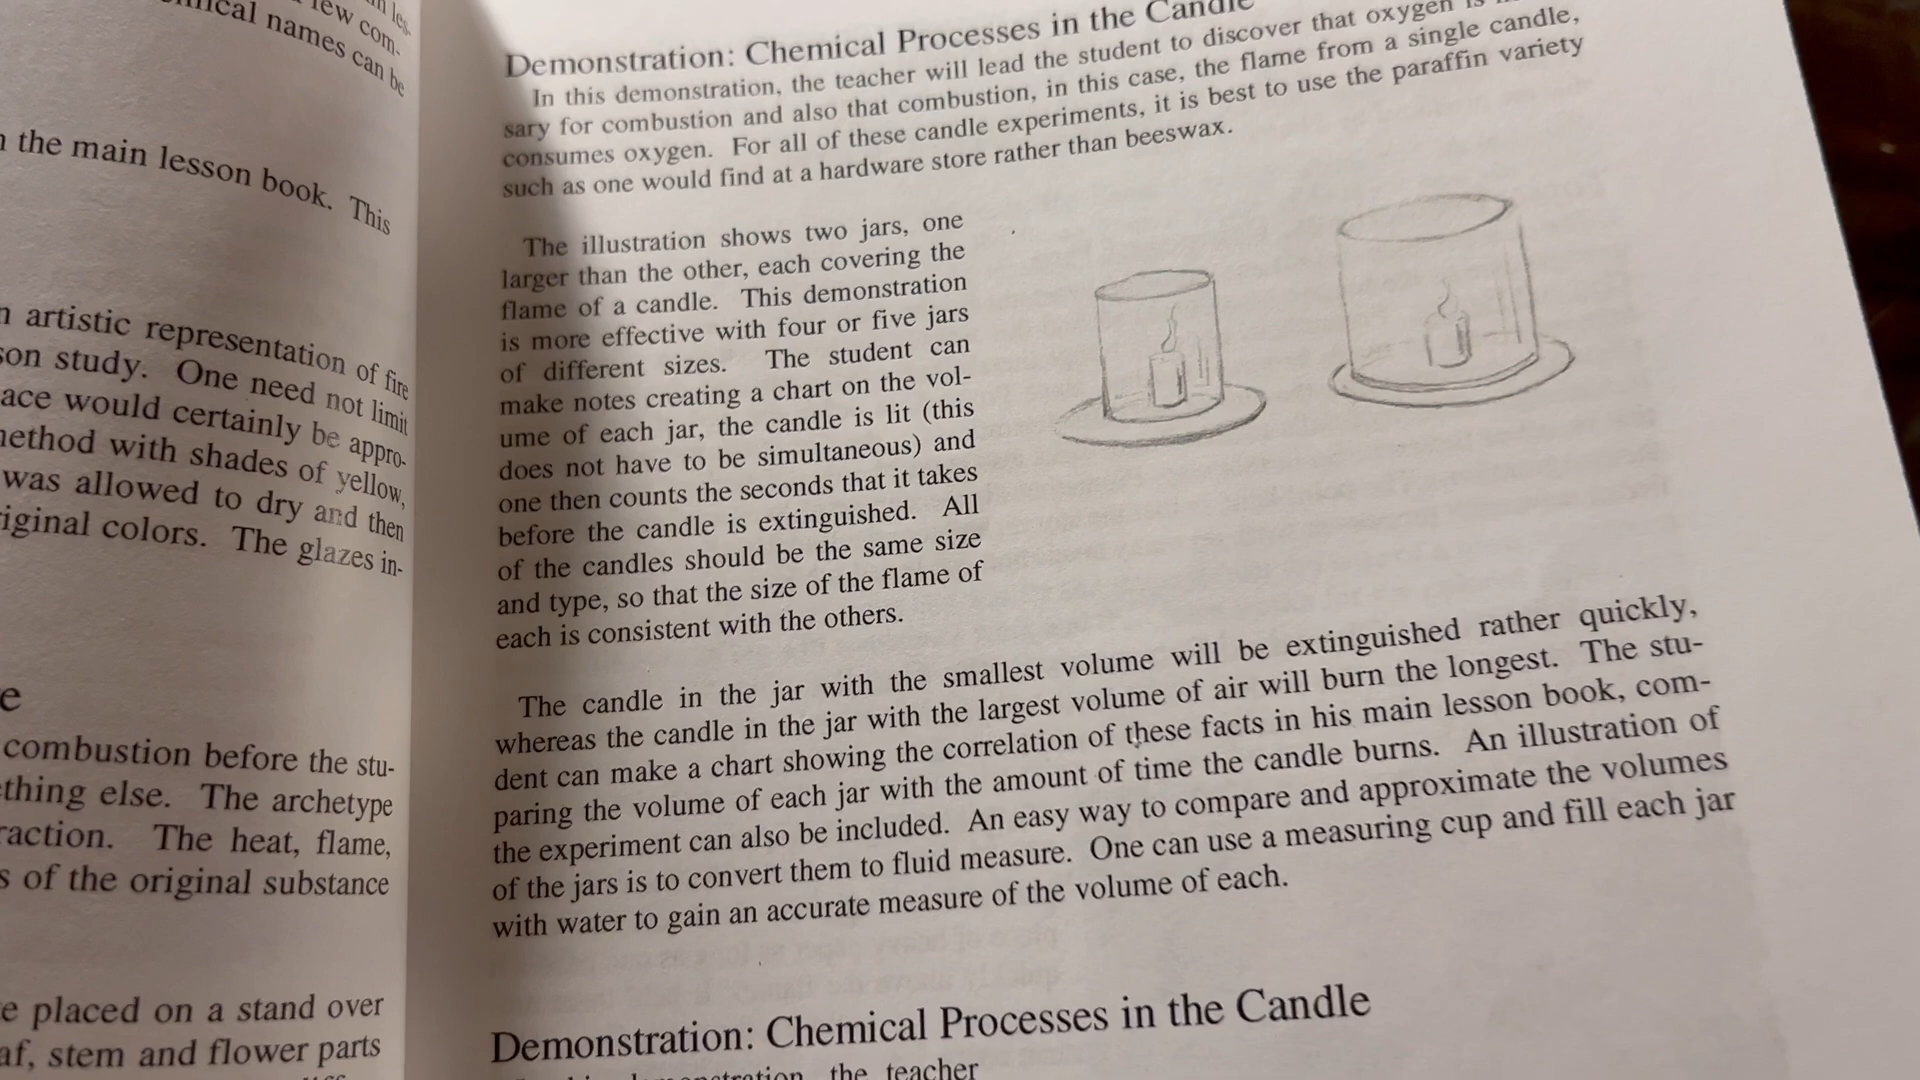 les-
few com-
names can be
the main lesson book. This
artistic representation of fire
son study. One need not limit
ace would certainly be appro-
method with shades of yellow,
was allowed to dry and then
iginal colors. The glazes in-
e
combustion before the stu-
thing else. The archetype
raction. The heat, flame,
s of the original substance
e placed on a stand over
af, stem and flower parts
Demonstration: Chemical Processes in the Candle
In this demonstration, the teacher will lead the student to discover that oxygen is
sary for combustion and also that combustion, in this case, the flame from a single candle,
consumes oxygen. For all of these candle experiments, it is best to use the paraffin variety
such as one would find at a hardware store rather than beeswax.
The illustration shows two jars, one
larger than the other, each covering the
flame of a candle. This demonstration
is more effective with four or five jars
of different sizes. The student can
make notes creating a chart on the vol-
ume of each jar, the candle is lit (this
does not have to be simultaneous) and
one then counts the seconds that it takes
before the candle is extinguished. All
of the candles should be the same size
and type, so that the size of the flame of
each is consistent with the others.
The candle in the jar with the smallest volume will be extinguished rather quickly,
whereas the candle in the jar with the largest volume of air will burn the longest. The stu-
dent can make a chart showing the correlation of these facts in his main lesson book, com-
paring the volume of each jar with the amount of time the candle burns. An illustration of
the experiment can also be included. An easy way to compare and approximate the volumes
of the jars is to convert them to fluid measure. One can use a measuring cup and fill each jar
with water to gain an accurate measure of the volume of each.
Demonstration: Chemical Processes in the Candle
demonstration, the teacher